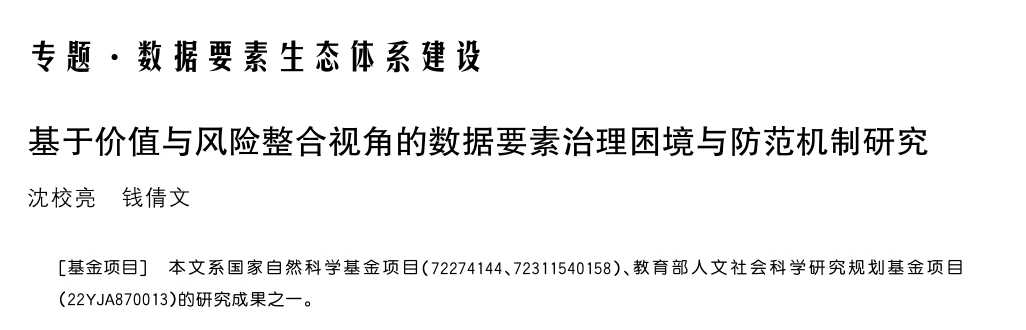 专题·数据要素生态体系建设
基于价值与风险整合视角的数据要素治理困境与防范机制研究
沈校亮　钱倩文
[基金项目]　本文系国家自然科学基金项目(72274144、72311540158)、教育部人文社会科学研究规划基金项目
(22YJA870013)的研究成果之一。